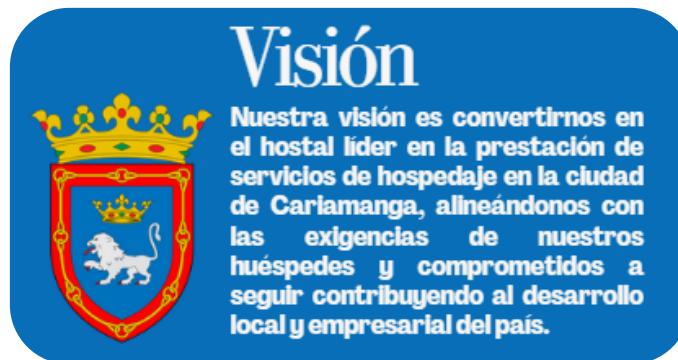 Visión
Nuestra visión es convertirnos en
el hostal líder en la prestación de
servicios de hospedaje en la ciudad
de Cariamanga, alineándonos con
las exigencias de nuestros
huéspedes y comprometidos a
seguir contribuyendo al desarrollo
local y empresarial del país.